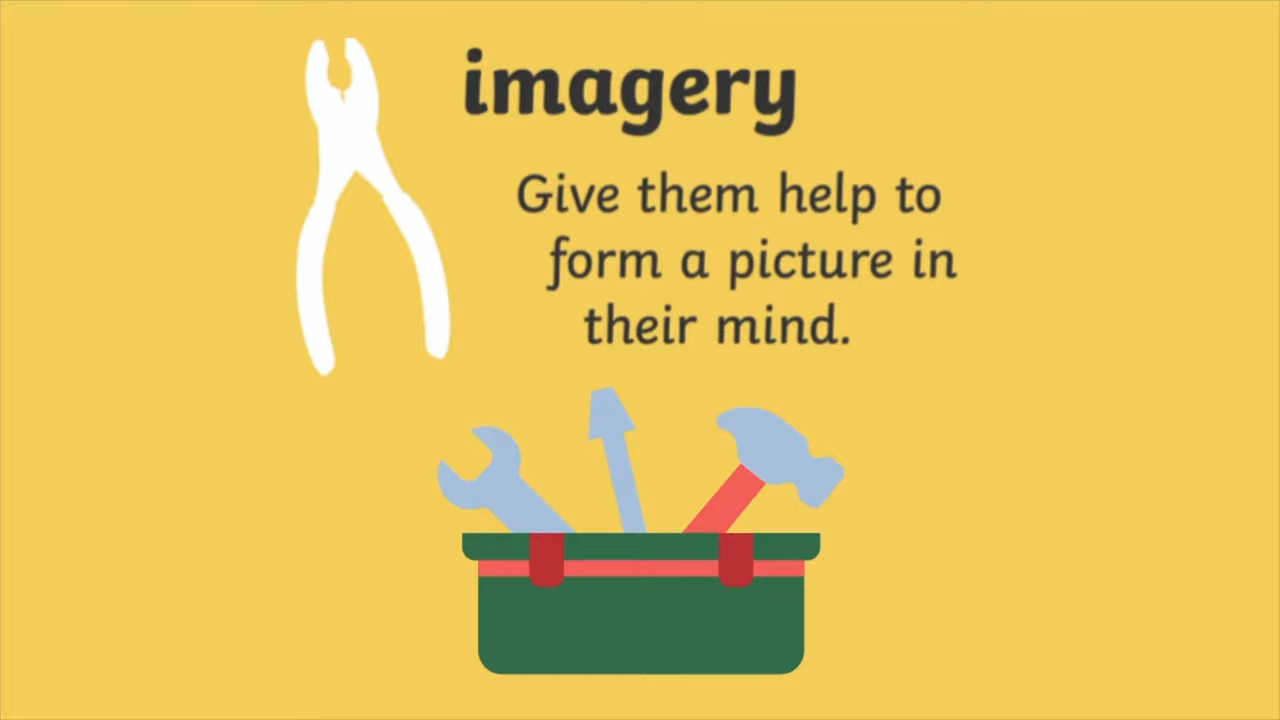 imagery
Give them help to
form a picture in
their mind.